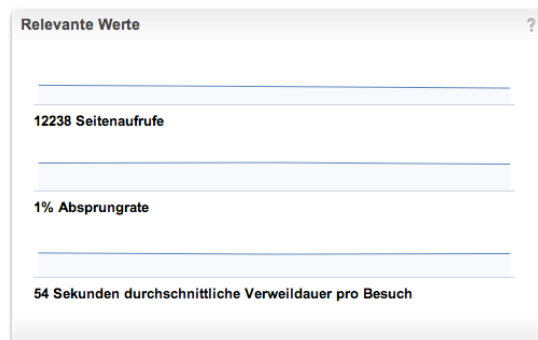 Relevante Werte ?
12238 Seitenaufrufe
1% Absprungrate
54 Sekunden durchschnittliche Verweildauer pro Besuch